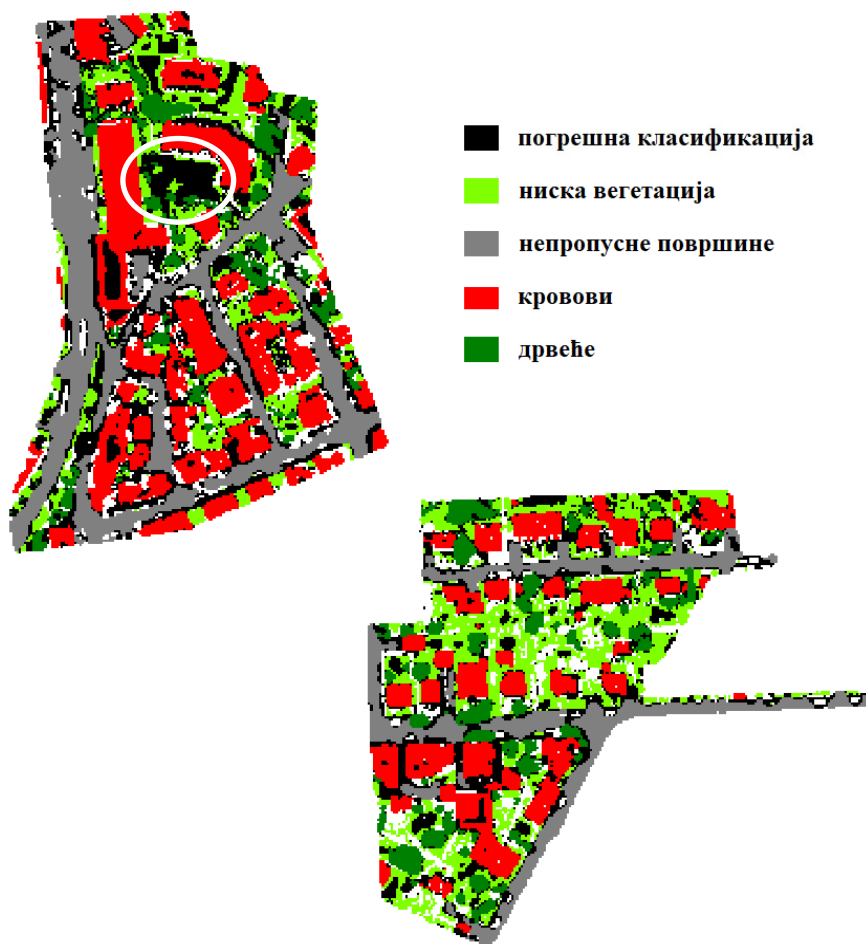 погрешна класификација
ниска вегетација
непропусне површине
кровови
дрвеће